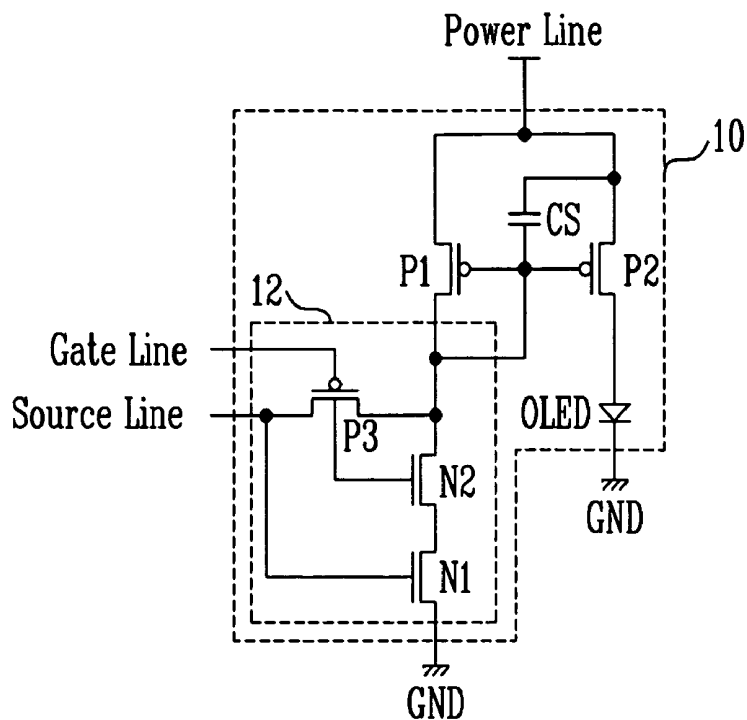 Power Line
10
CS
P1
P2
12
Gate Line
Source Line
P3
OLED
N2
GND
N1
GND